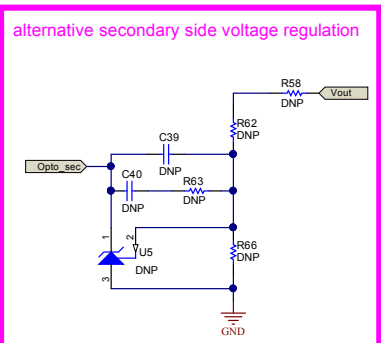 alternative secondary side voltage regulation
R58
Vout
DNP
R62
DNP
C39
Opto_sec
DNP
C40
R63
DNP
DNP
1
2
U5
R66
DNP
DNP
3
GND